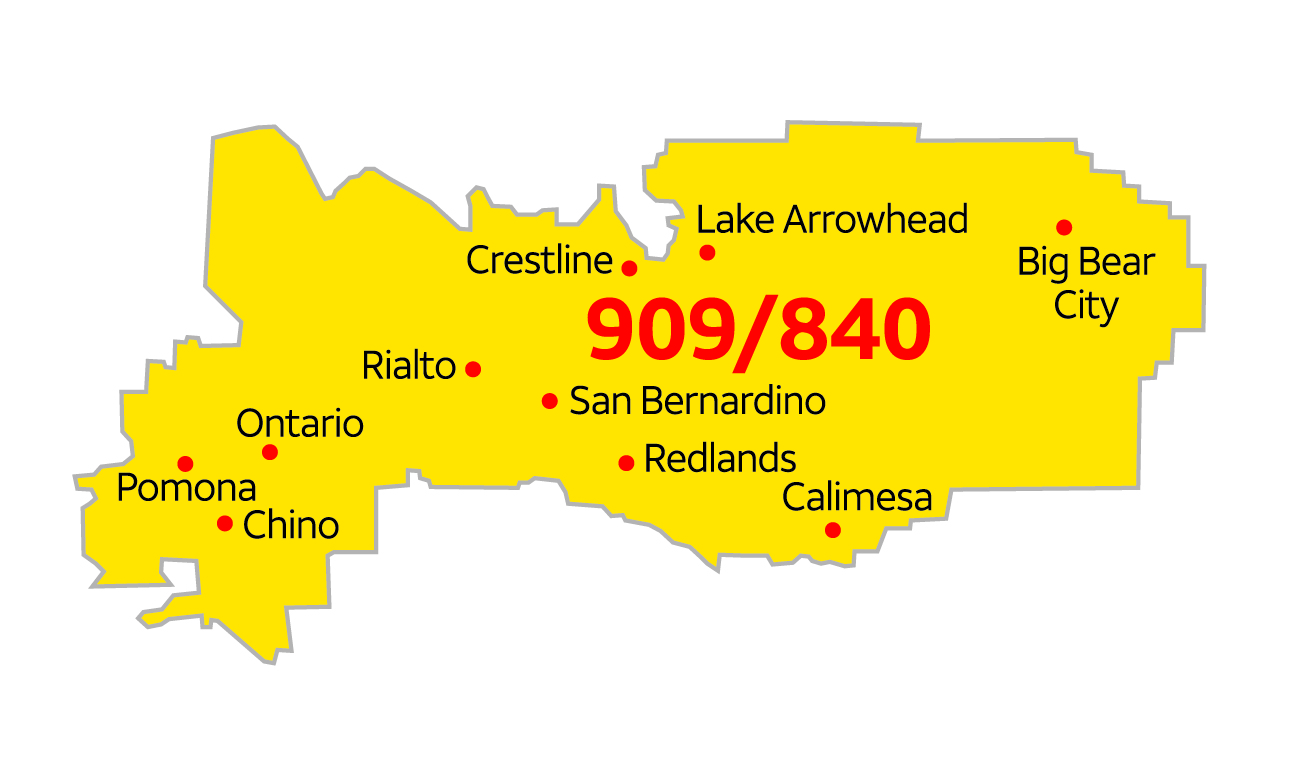 Lake Arrowhead
Crestline
Big Bear
City
909/840
Rialto
San Bernardino
Ontario
Redlands
Pomona
Calimesa
Chino